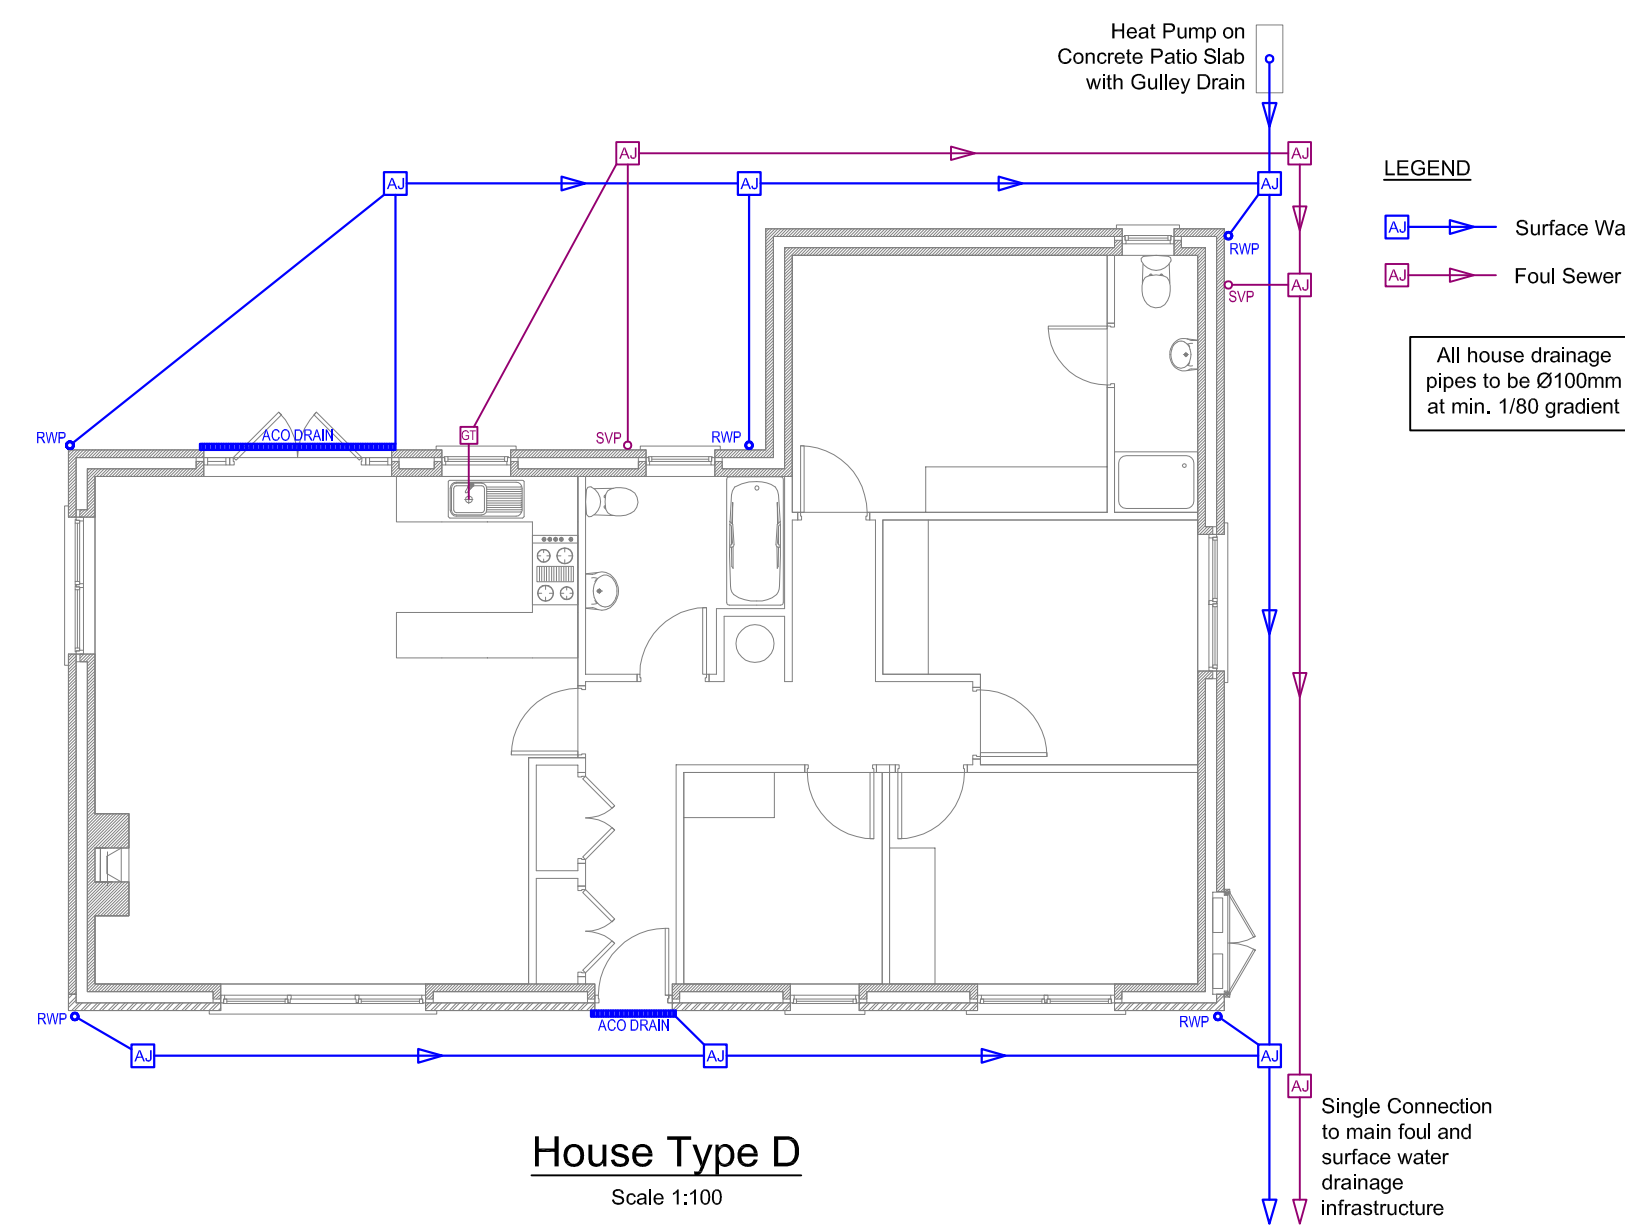 Heat Pump on
Concrete Patio Slab
with Gulley Drain
AJ
AJ
LEGEND
AJ
AJ
AJ
AJ Surface Wa
RWP
AJ Foul Sewer
AJ
SVP
All house drainage
pipes to be Ø100mm
at min. 1/80 gradient
RWP
ACO DRAIN
GT
SVP
RWP
RWP
ACO DRAIN
RWP
AJ
AJ
AJ
AJ
Single Connection
to main foul and
surface water
drainage
infrastructure
House Type D
Scale 1:100